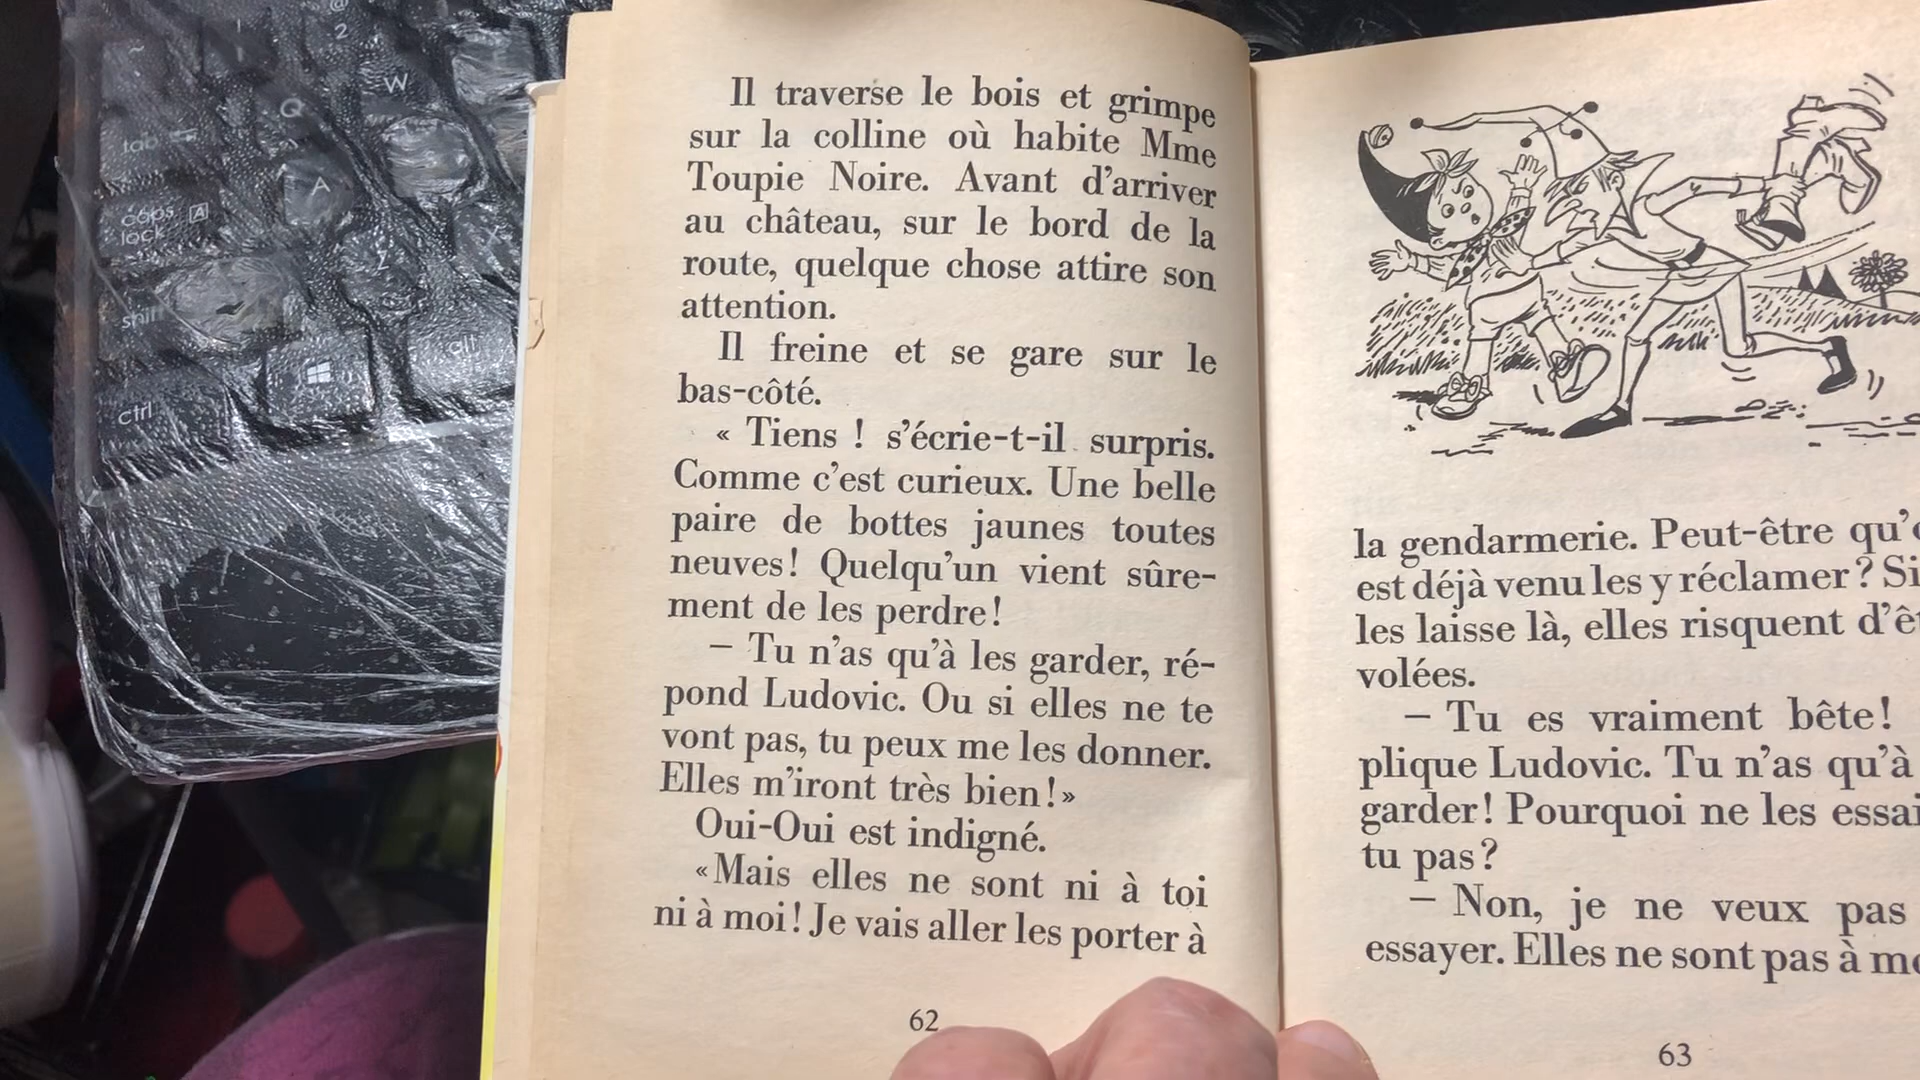 ~
!
@
2
W
Q
tab
A
caps
lock
A
Z
shift
alt
ctrl
Il traverse le bois et grimpe
sur la colline où habite Mme
Toupie Noire. Avant d'arriver
au château, sur le bord de la
route, quelque chose attire son
attention.
Il freine et se gare sur le
bas-côté.
« Tiens ! s'écrie-t-il surpris.
Comme c'est curieux. Une belle
paire de bottes jaunes toutes
neuves! Quelqu'un vient sûre-
ment de les perdre!
– Tu n'as qu'à les garder, ré-
pond Ludovic. Ou si elles ne te
vont pas, tu peux me les donner.
Elles m'iront très bien!»
Oui-Oui est indigné.
«Mais elles ne sont ni à toi
ni à moi! Je vais aller les porter à
62
la gendarmerie. Peut-être
est déjà venu les y réclamer? Si
les laisse là, elles risquent
volées.
– Tu es vraiment bête!
plique Ludovic. Tu n'as qu'à
garder! Pourquoi ne les
tu pas?
– Non, je ne veux pas
essayer. Elles ne sont pas à
63